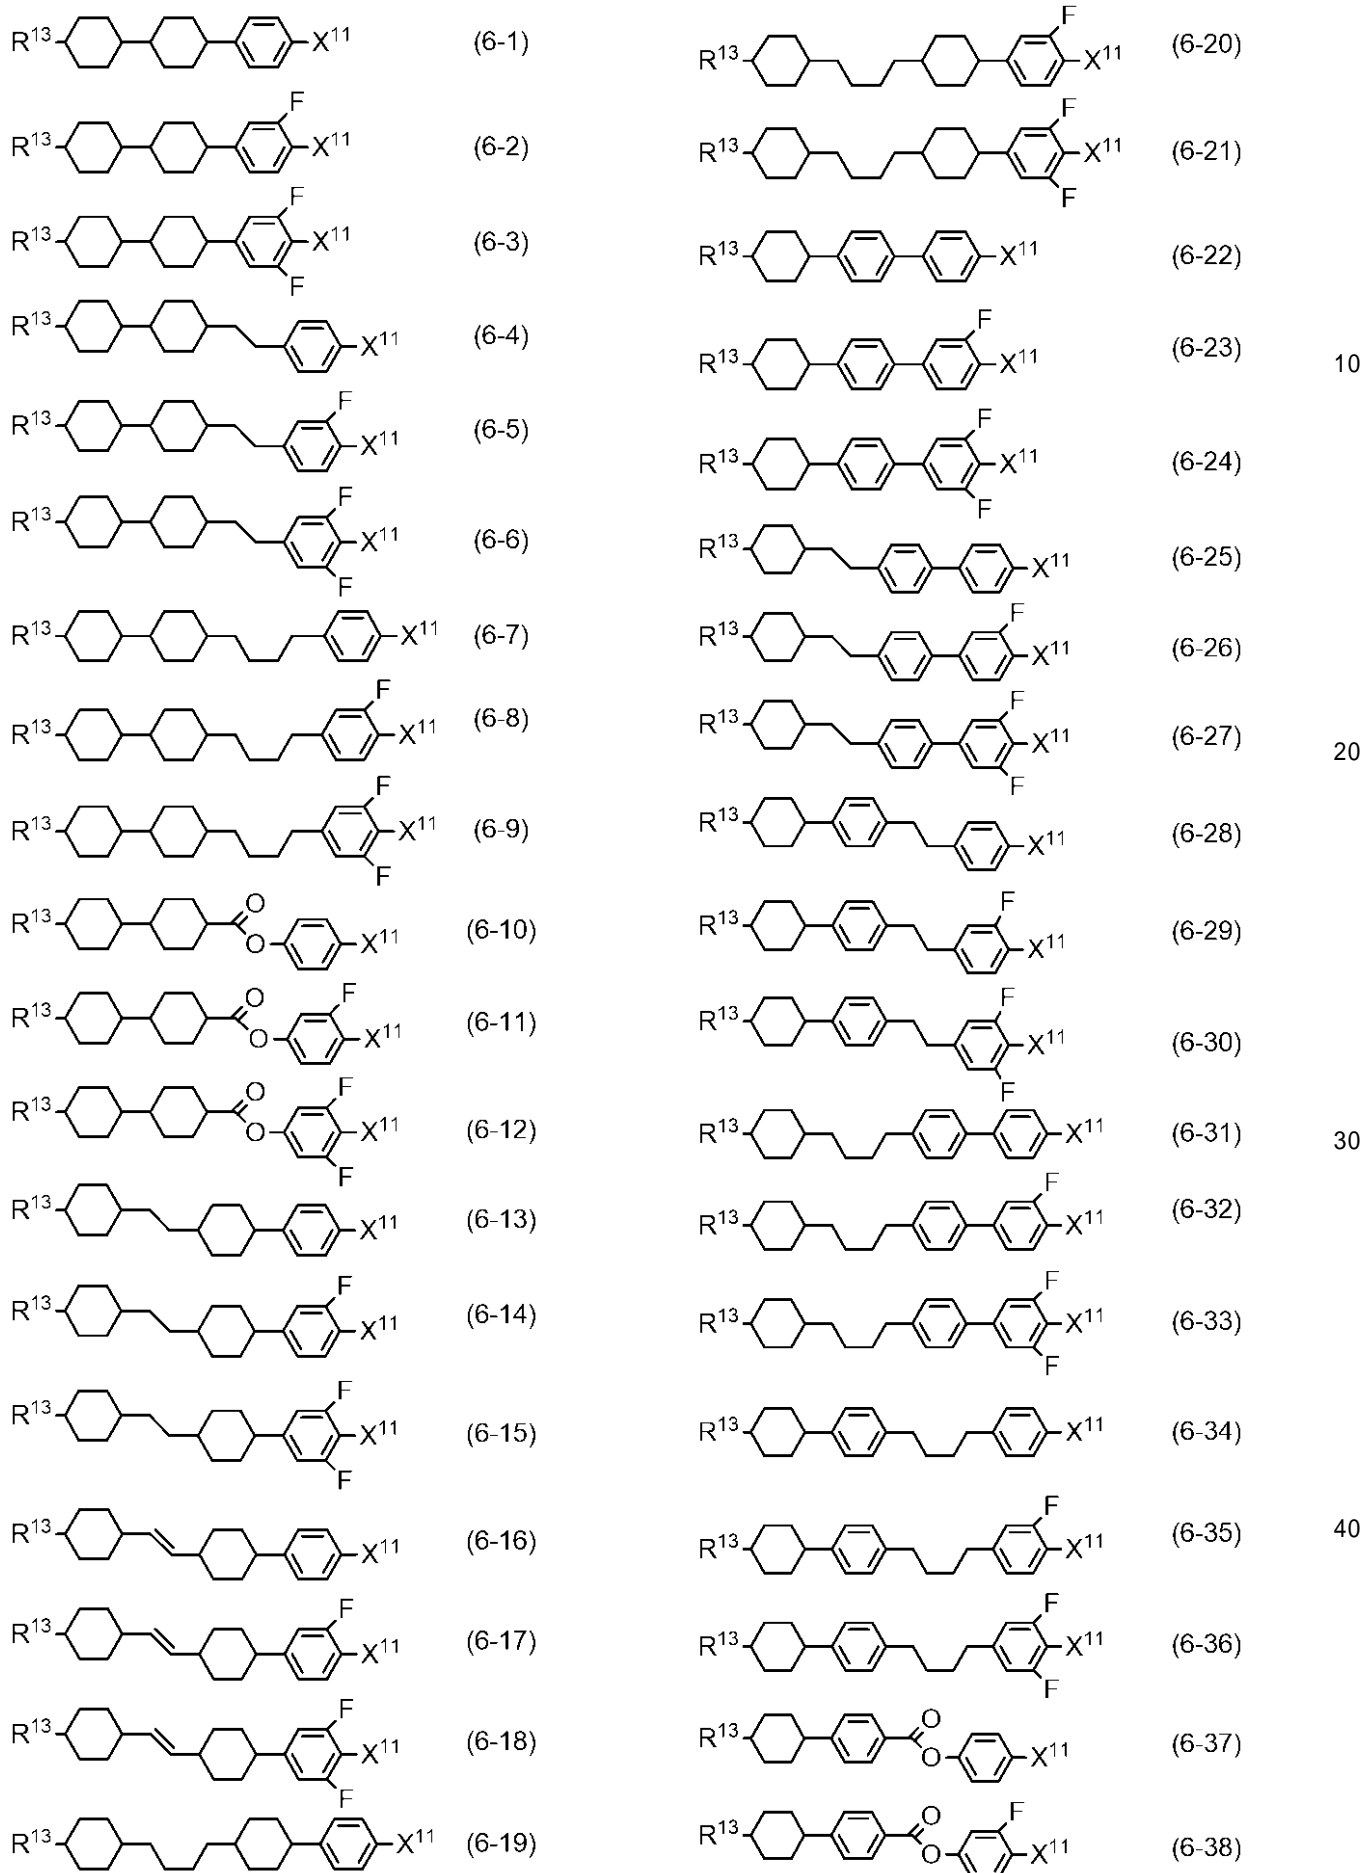 R¹³ X¹¹ (6-1)
F
R¹³ X¹¹ (6-2)
F
R¹³ X¹¹ (6-3)
F
R¹³ X¹¹ (6-4)
F
R¹³ X¹¹ (6-5)
F
R¹³ X¹¹ (6-6)
F
R¹³ X¹¹ (6-7)
F
R¹³ X¹¹ (6-8)
F
R¹³ X¹¹ (6-9)
F
O
R¹³ O X¹¹ (6-10)
O F
R¹³ O X¹¹ (6-11)
O F
R¹³ O X¹¹ (6-12)
F
R¹³ X¹¹ (6-13)
F
R¹³ X¹¹ (6-14)
F
R¹³ X¹¹ (6-15)
F
R¹³ X¹¹ (6-16)
F
R¹³ X¹¹ (6-17)
F
R¹³ X¹¹ (6-18)
F
R¹³ X¹¹ (6-19)
F
R¹³ X¹¹ (6-20)
F
R¹³ X¹¹ (6-21)
F
R¹³ X¹¹ (6-22)
F
R¹³ X¹¹ (6-23)
F
R¹³ X¹¹ (6-24)
F
R¹³ X¹¹ (6-25)
F
R¹³ X¹¹ (6-26)
F
R¹³ X¹¹ (6-27)
F
R¹³ X¹¹ (6-28)
F
R¹³ X¹¹ (6-29)
F
R¹³ X¹¹ (6-30)
F
R¹³ X¹¹ (6-31)
F
R¹³ X¹¹ (6-32)
F
R¹³ X¹¹ (6-33)
F
R¹³ X¹¹ (6-34)
F
R¹³ X¹¹ (6-35)
F
R¹³ X¹¹ (6-36)
F
O
R¹³ O X¹¹ (6-37)
O F
R¹³ O X¹¹ (6-38)
10
20
30
40